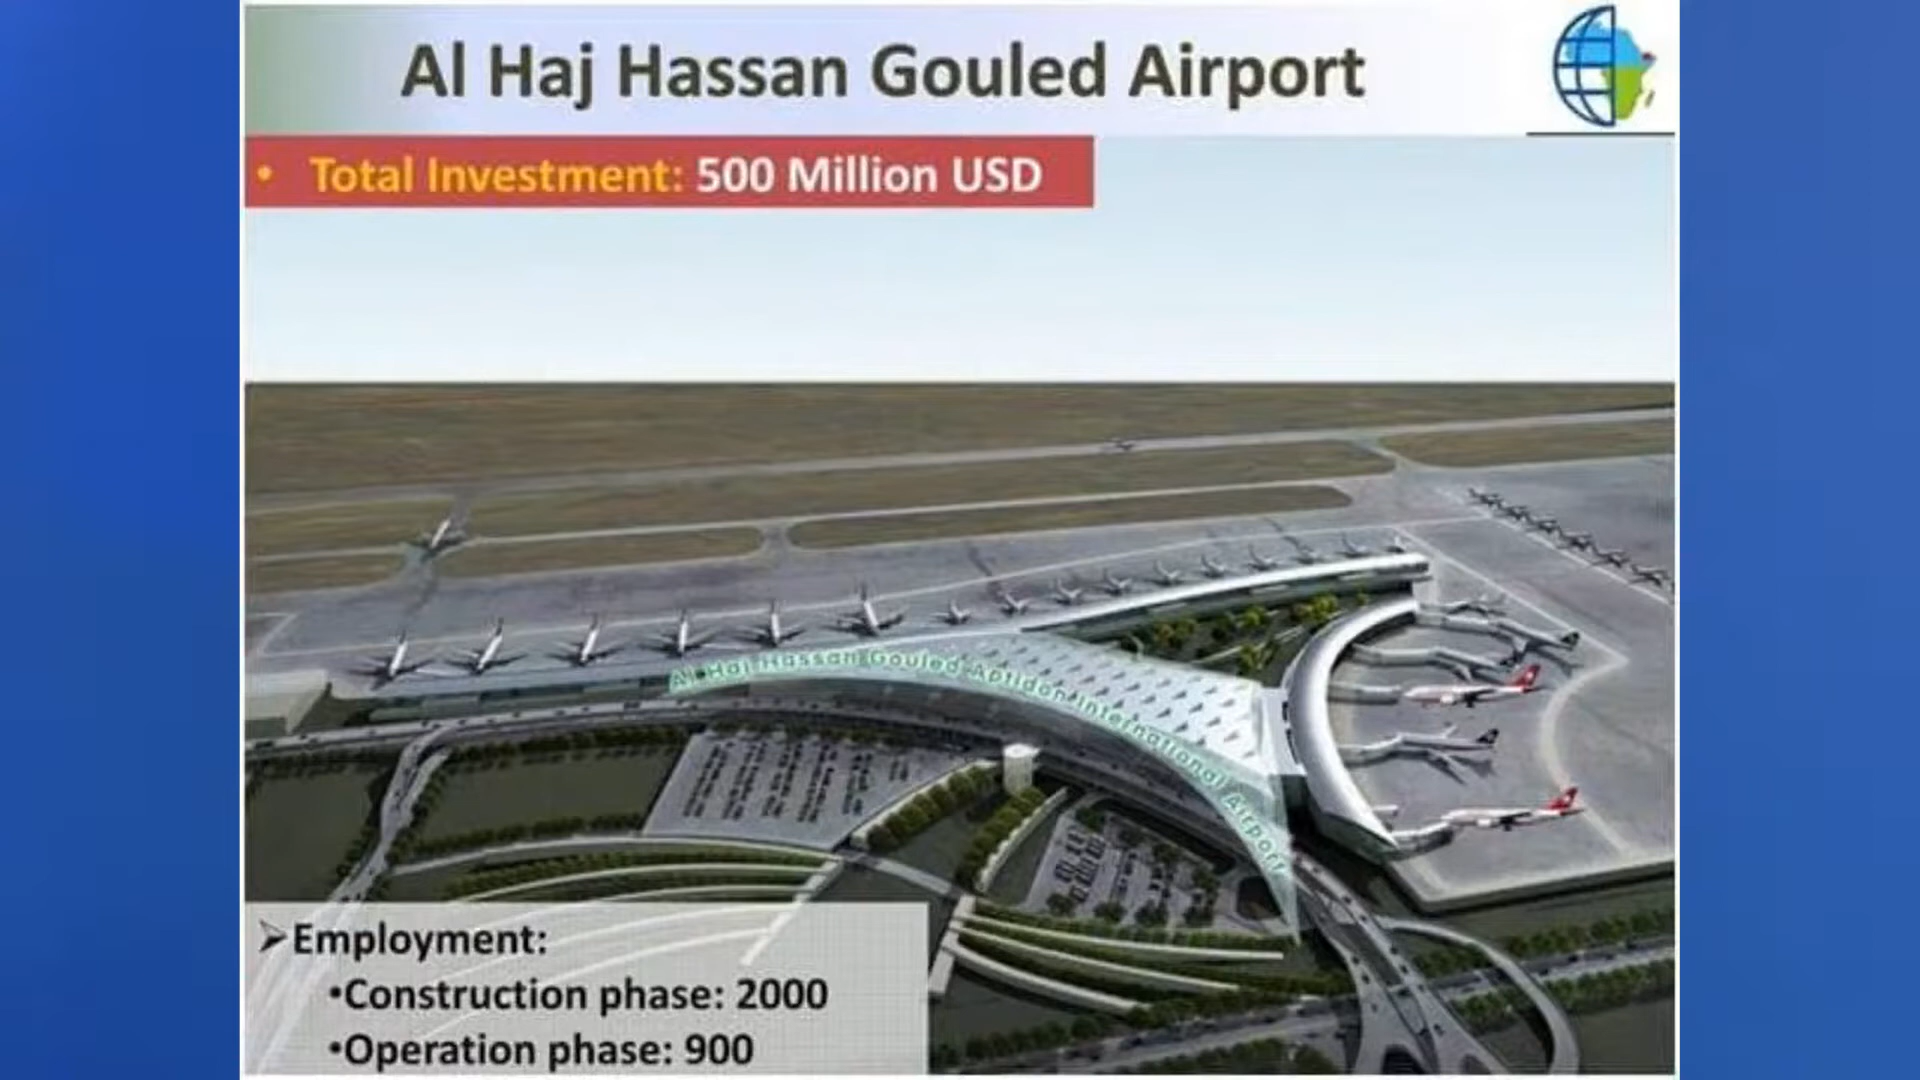 Al Haj Hassan Gouled Airport
• Total Investment: 500 Million USD
Al Haj Hassan Gouled Aptidon International Airport
➢Employment:
•Construction phase: 2000
•Operation phase: 900